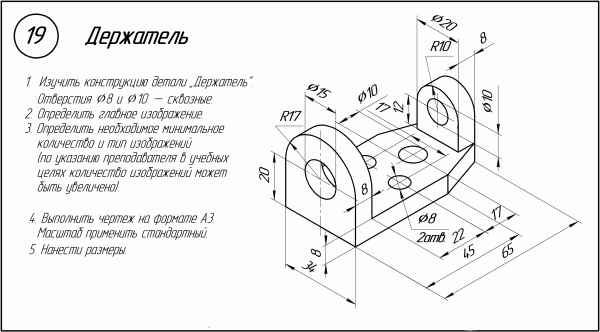 19
Держатель
1. Изучить конструкцию детали „Держатель".
Отверстия ø8 и ø10 — сквозные.
2. Определить главное изображение.
3. Определить необходимое минимальное
количество и тип изображений
(по указанию преподавателя в учебных
целях количество изображений может
быть увеличено).
4. Выполнить чертеж на формате А3.
Масштаб применить стандартный.
5. Нанести размеры.
ø20
8
R10
ø10
ø15
17
12
ø10
R17
20
8
ø8
2отв.
22
17
45
65
8
34